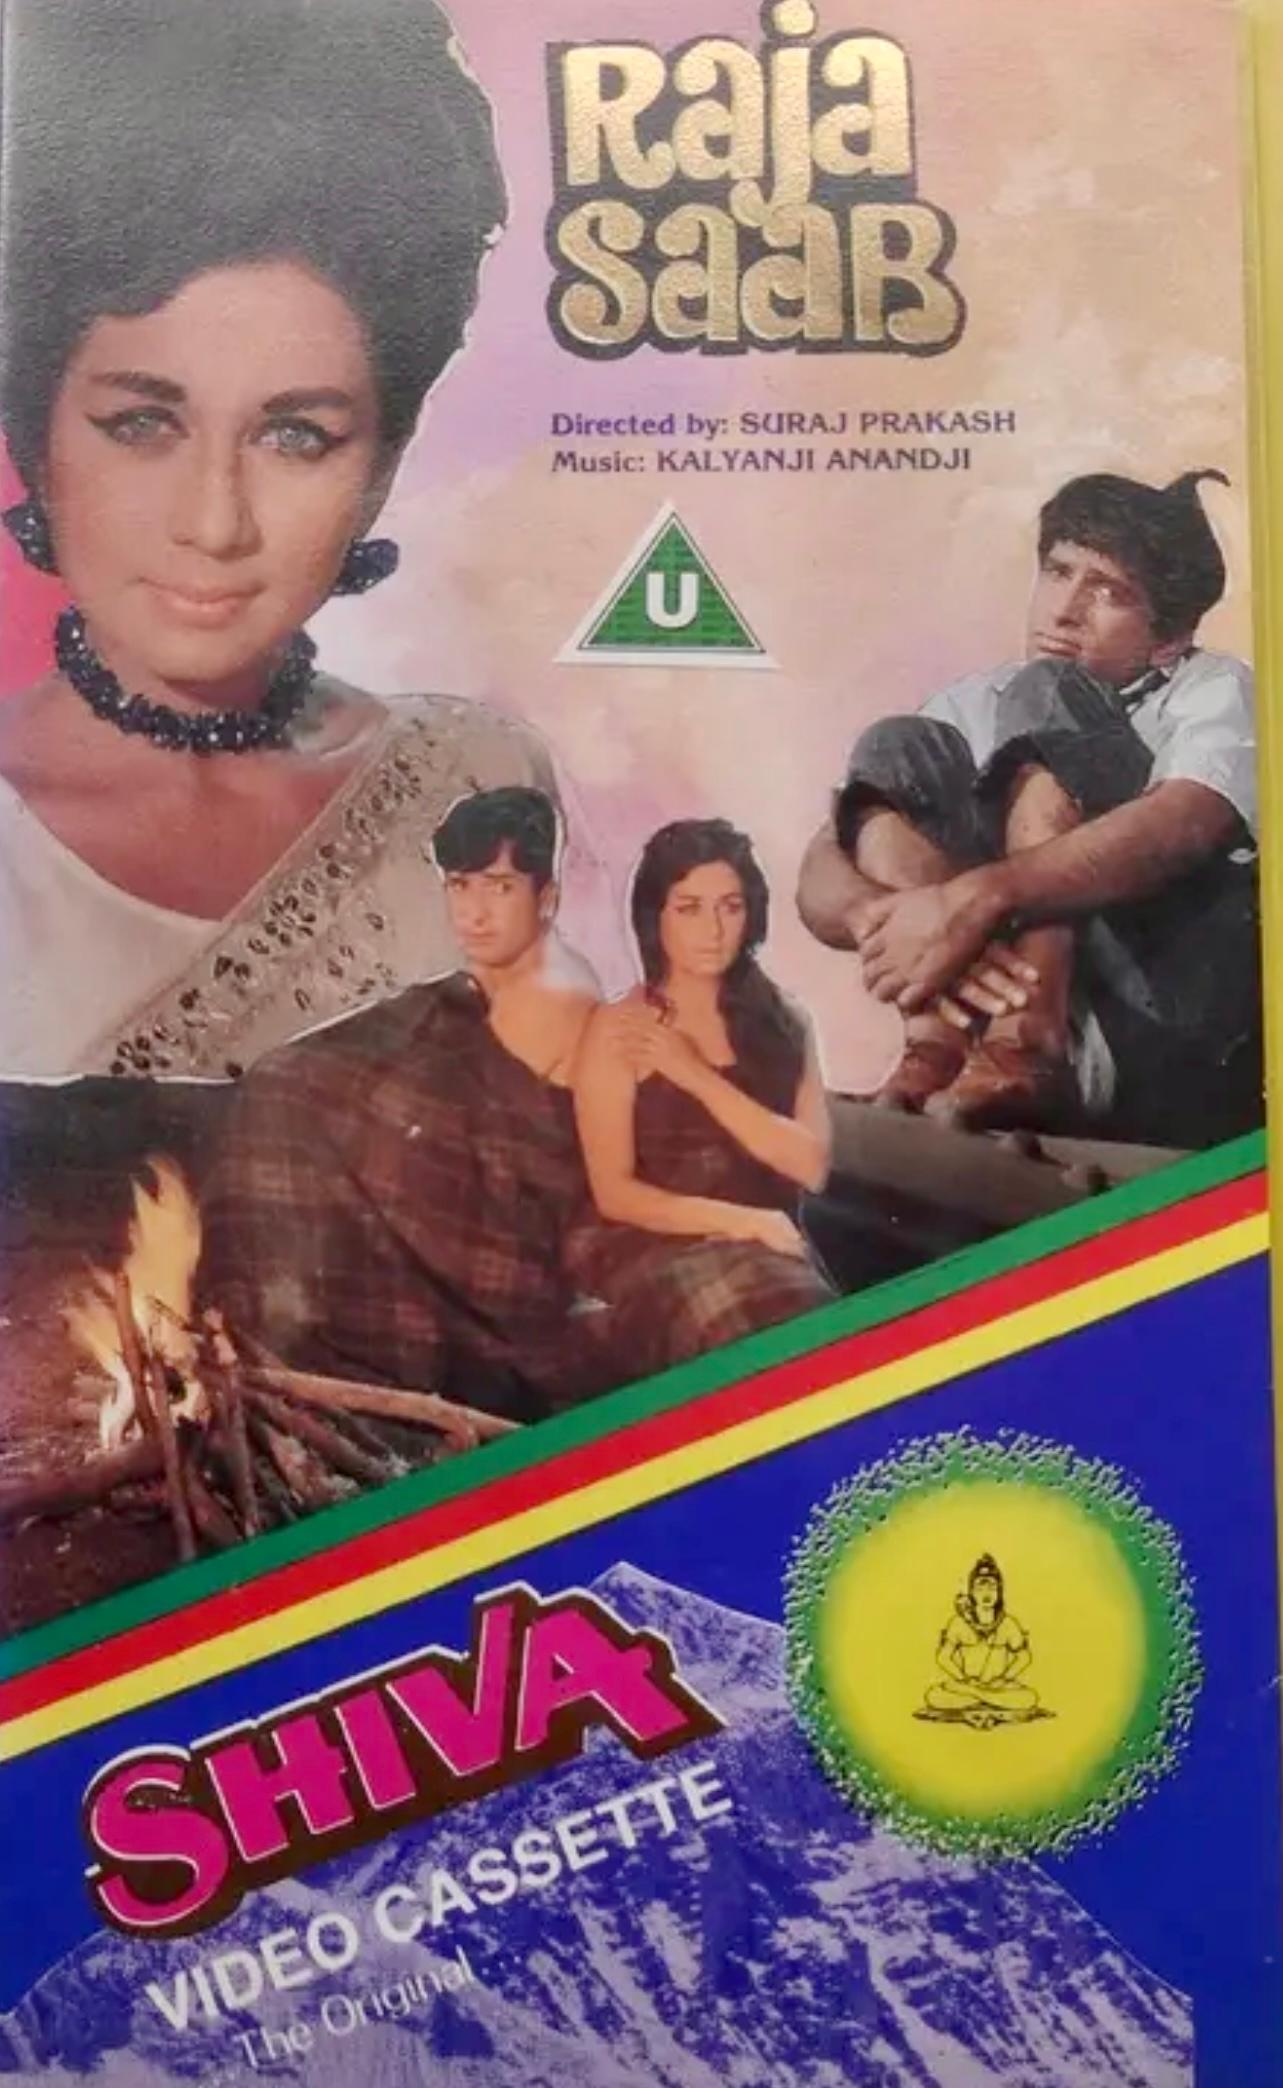 Raja
SaaB
Directed by: SURAJ PRAKASH
Music: KALYANJI ANANDJI
U
SHIVA
VIDEO CASSETTE
...The Original...